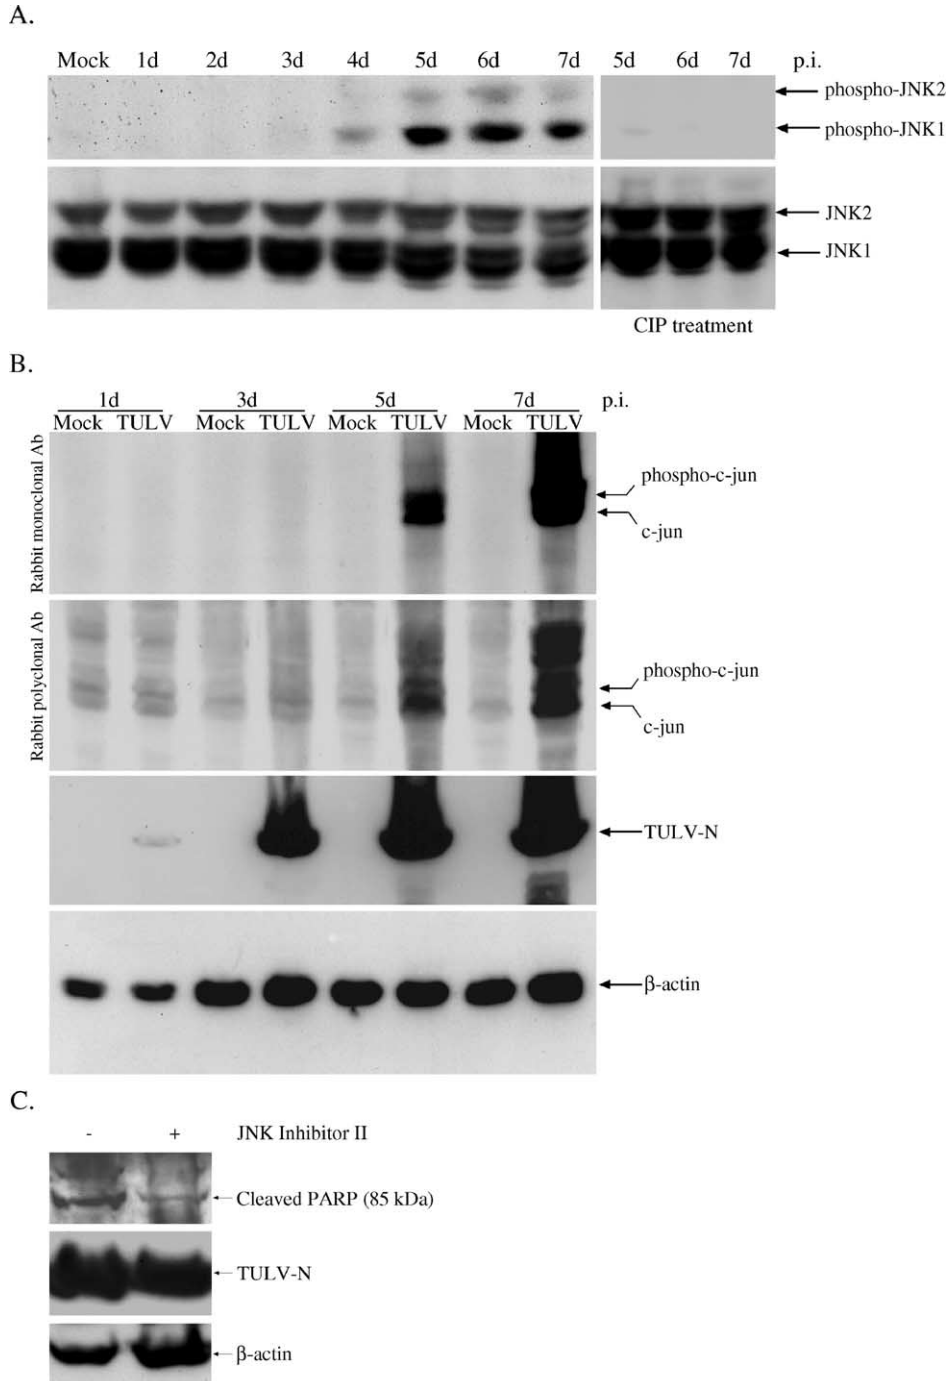 A.
Mock 1d 2d 3d 4d 5d 6d 7d 5d 6d 7d p.i.
phospho-JNK2
phospho-JNK1
JNK2
JNK1
CIP treatment
B.
1d 3d 5d 7d p.i.
Mock TULV Mock TULV Mock TULV Mock TULV
Rabbit monoclonal Ab
phospho-c-jun
c-jun
Rabbit polyclonal Ab
phospho-c-jun
c-jun
TULV-N
β-actin
C.
- + JNK Inhibitor II
Cleaved PARP (85 kDa)
TULV-N
β-actin